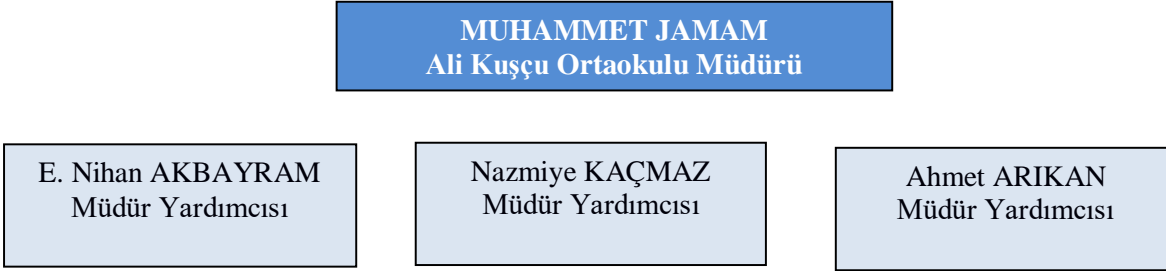 MUHAMMET JAMAM
Ali Kuşçu Ortaokulu Müdürü
E. Nihan AKBAYRAM
Müdür Yardımcısı
Nazmiye KAÇMAZ
Müdür Yardımcısı
Ahmet ARIKAN
Müdür Yardımcısı